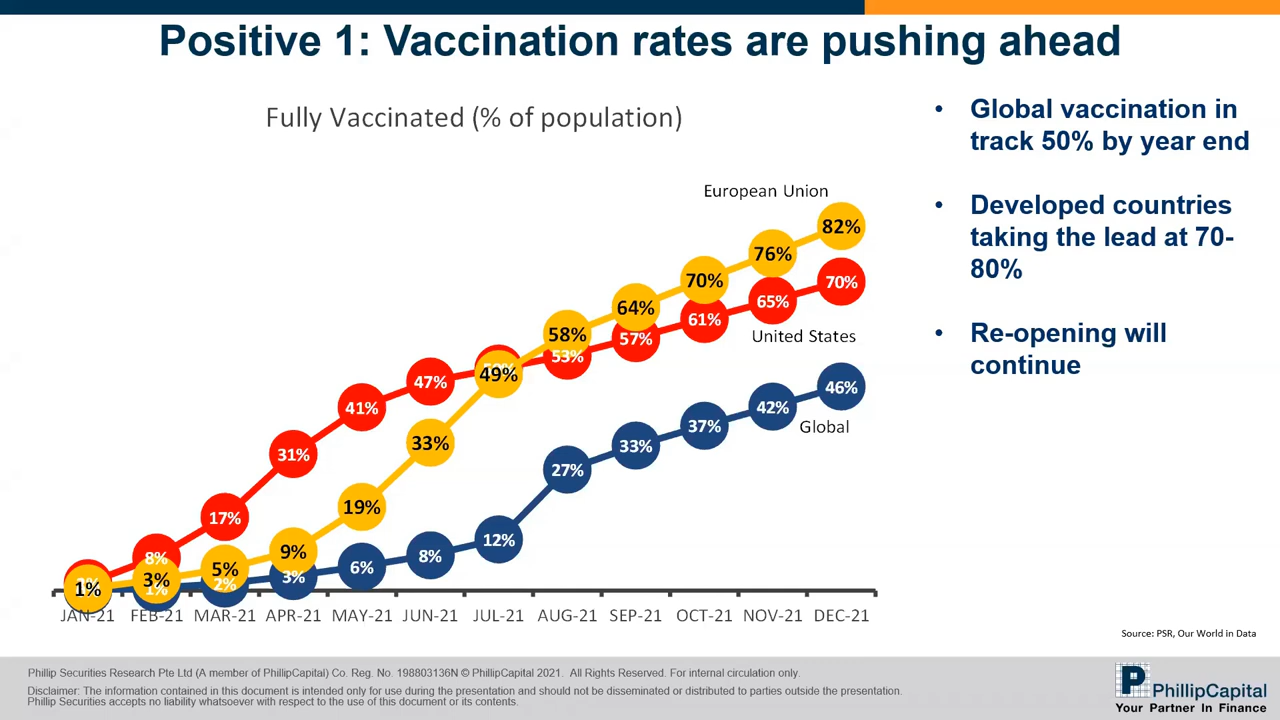 Positive 1: Vaccination rates are pushing ahead
Fully Vaccinated (% of population)
• Global vaccination in
track 50% by year end
• Developed countries
taking the lead at 70-
80%
• Re-opening will
continue
European Union
United States
Global
1% 3% 5% 9% 19% 33% 49% 58% 64% 70% 76% 82%
8% 17% 31% 41% 47% 53% 57% 61% 65% 70%
1% 2% 3% 6% 8% 12% 27% 33% 37% 42% 46%
JAN-21 FEB-21 MAR-21 APR-21 MAY-21 JUN-21 JUL-21 AUG-21 SEP-21 OCT-21 NOV-21 DEC-21
Source: PSR, Our World in Data
Phillip Securities Research Pte Ltd (A member of PhillipCapital) Co. Reg. No. 198803136N © PhillipCapital 2021. All Rights Reserved. For internal circulation only.
Disclaimer: The information contained in this document is intended only for use during the presentation and should not be disseminated or distributed to parties outside the presentation.
Phillip Securities accepts no liability whatsoever with respect to the use of this document or its contents.
PhillipCapital
Your Partner In Finance